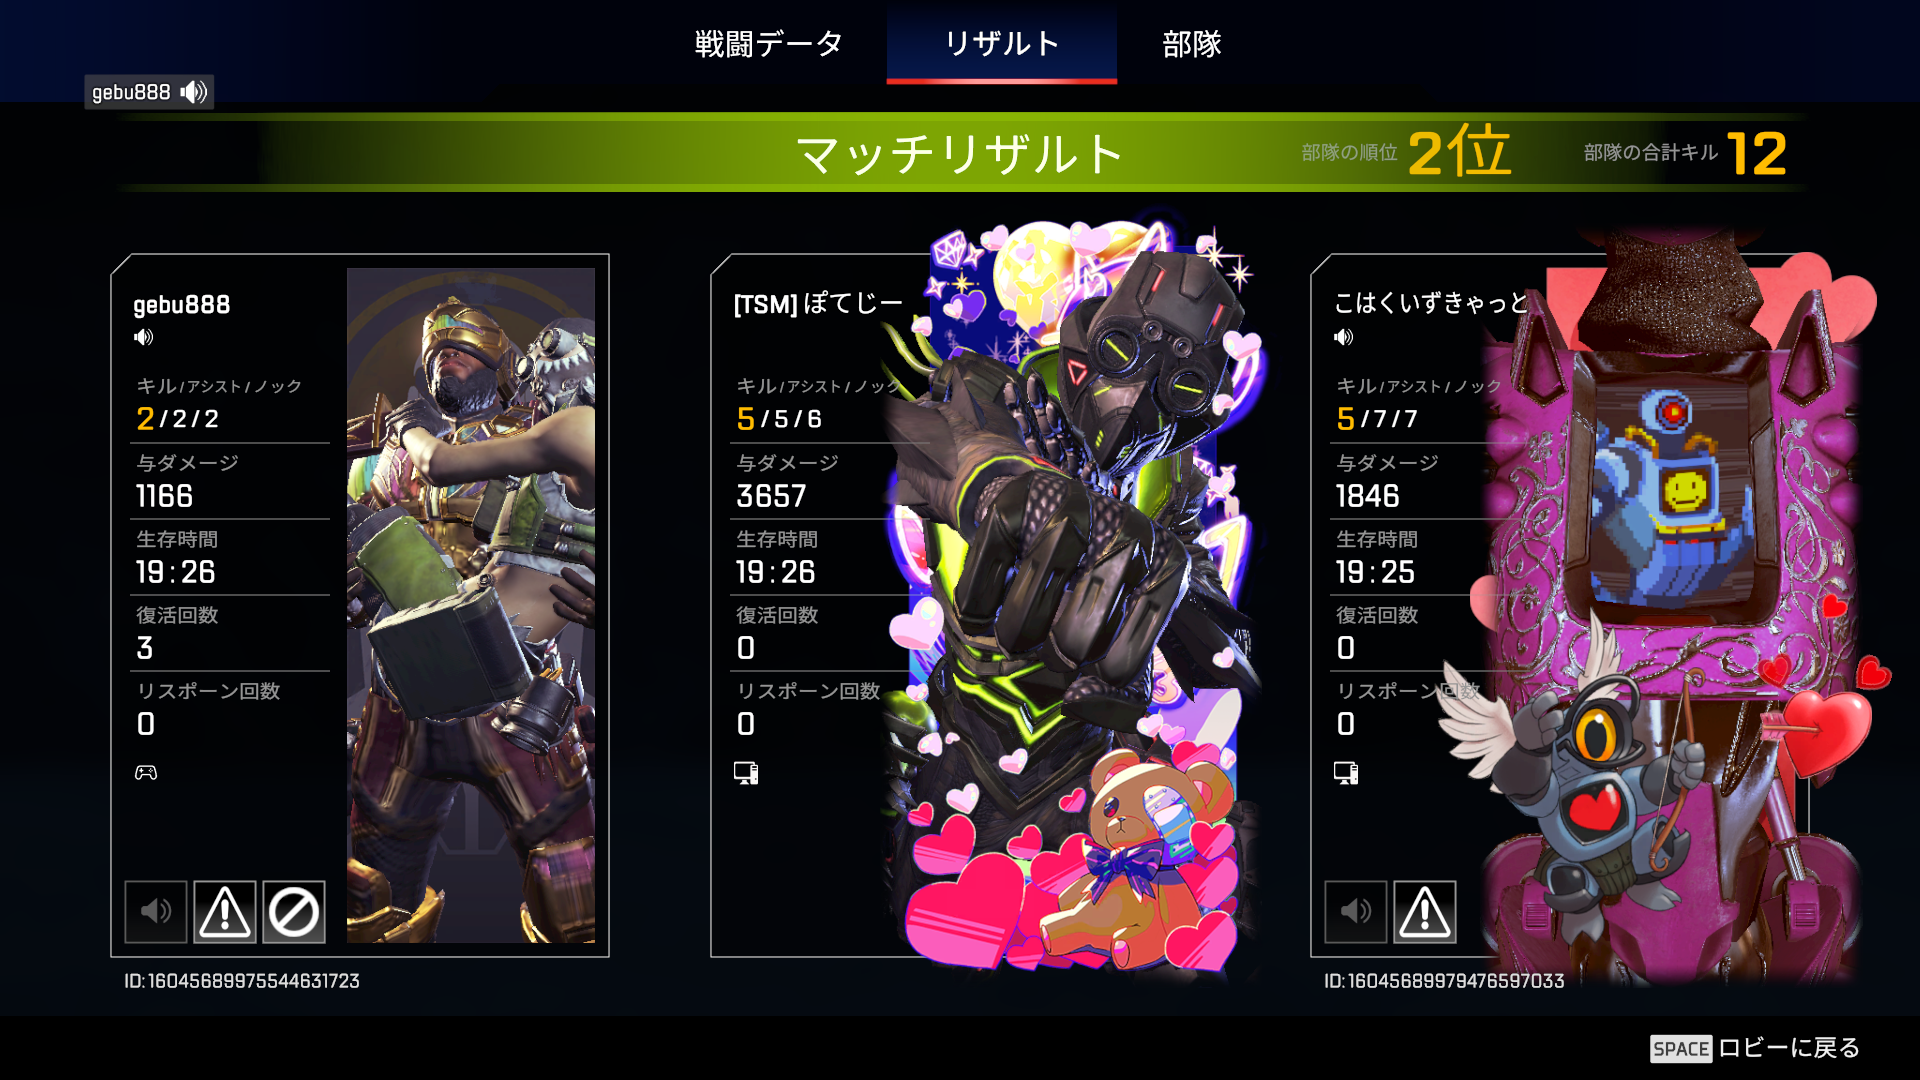 戦闘データ
リザルト
部隊
gebu888
マッチリザルト
部隊の順位 2位
部隊の合計キル 12
gebu888
キル/アシスト/ノック
2/2/2
与ダメージ
1166
生存時間
19:26
復活回数
3
リスポーン回数
0
ID:16045689975544631723
[TSM] ぽてじー
キル/アシスト/ノック
5/5/6
与ダメージ
3657
生存時間
19:26
復活回数
0
リスポーン回数
0
こはくいずきゃっと
キル/アシスト/ノック
5/7/7
与ダメージ
1846
生存時間
19:25
復活回数
0
リスポーン回数
0
ID:16045689979476597033
SPACE ロビーに戻る